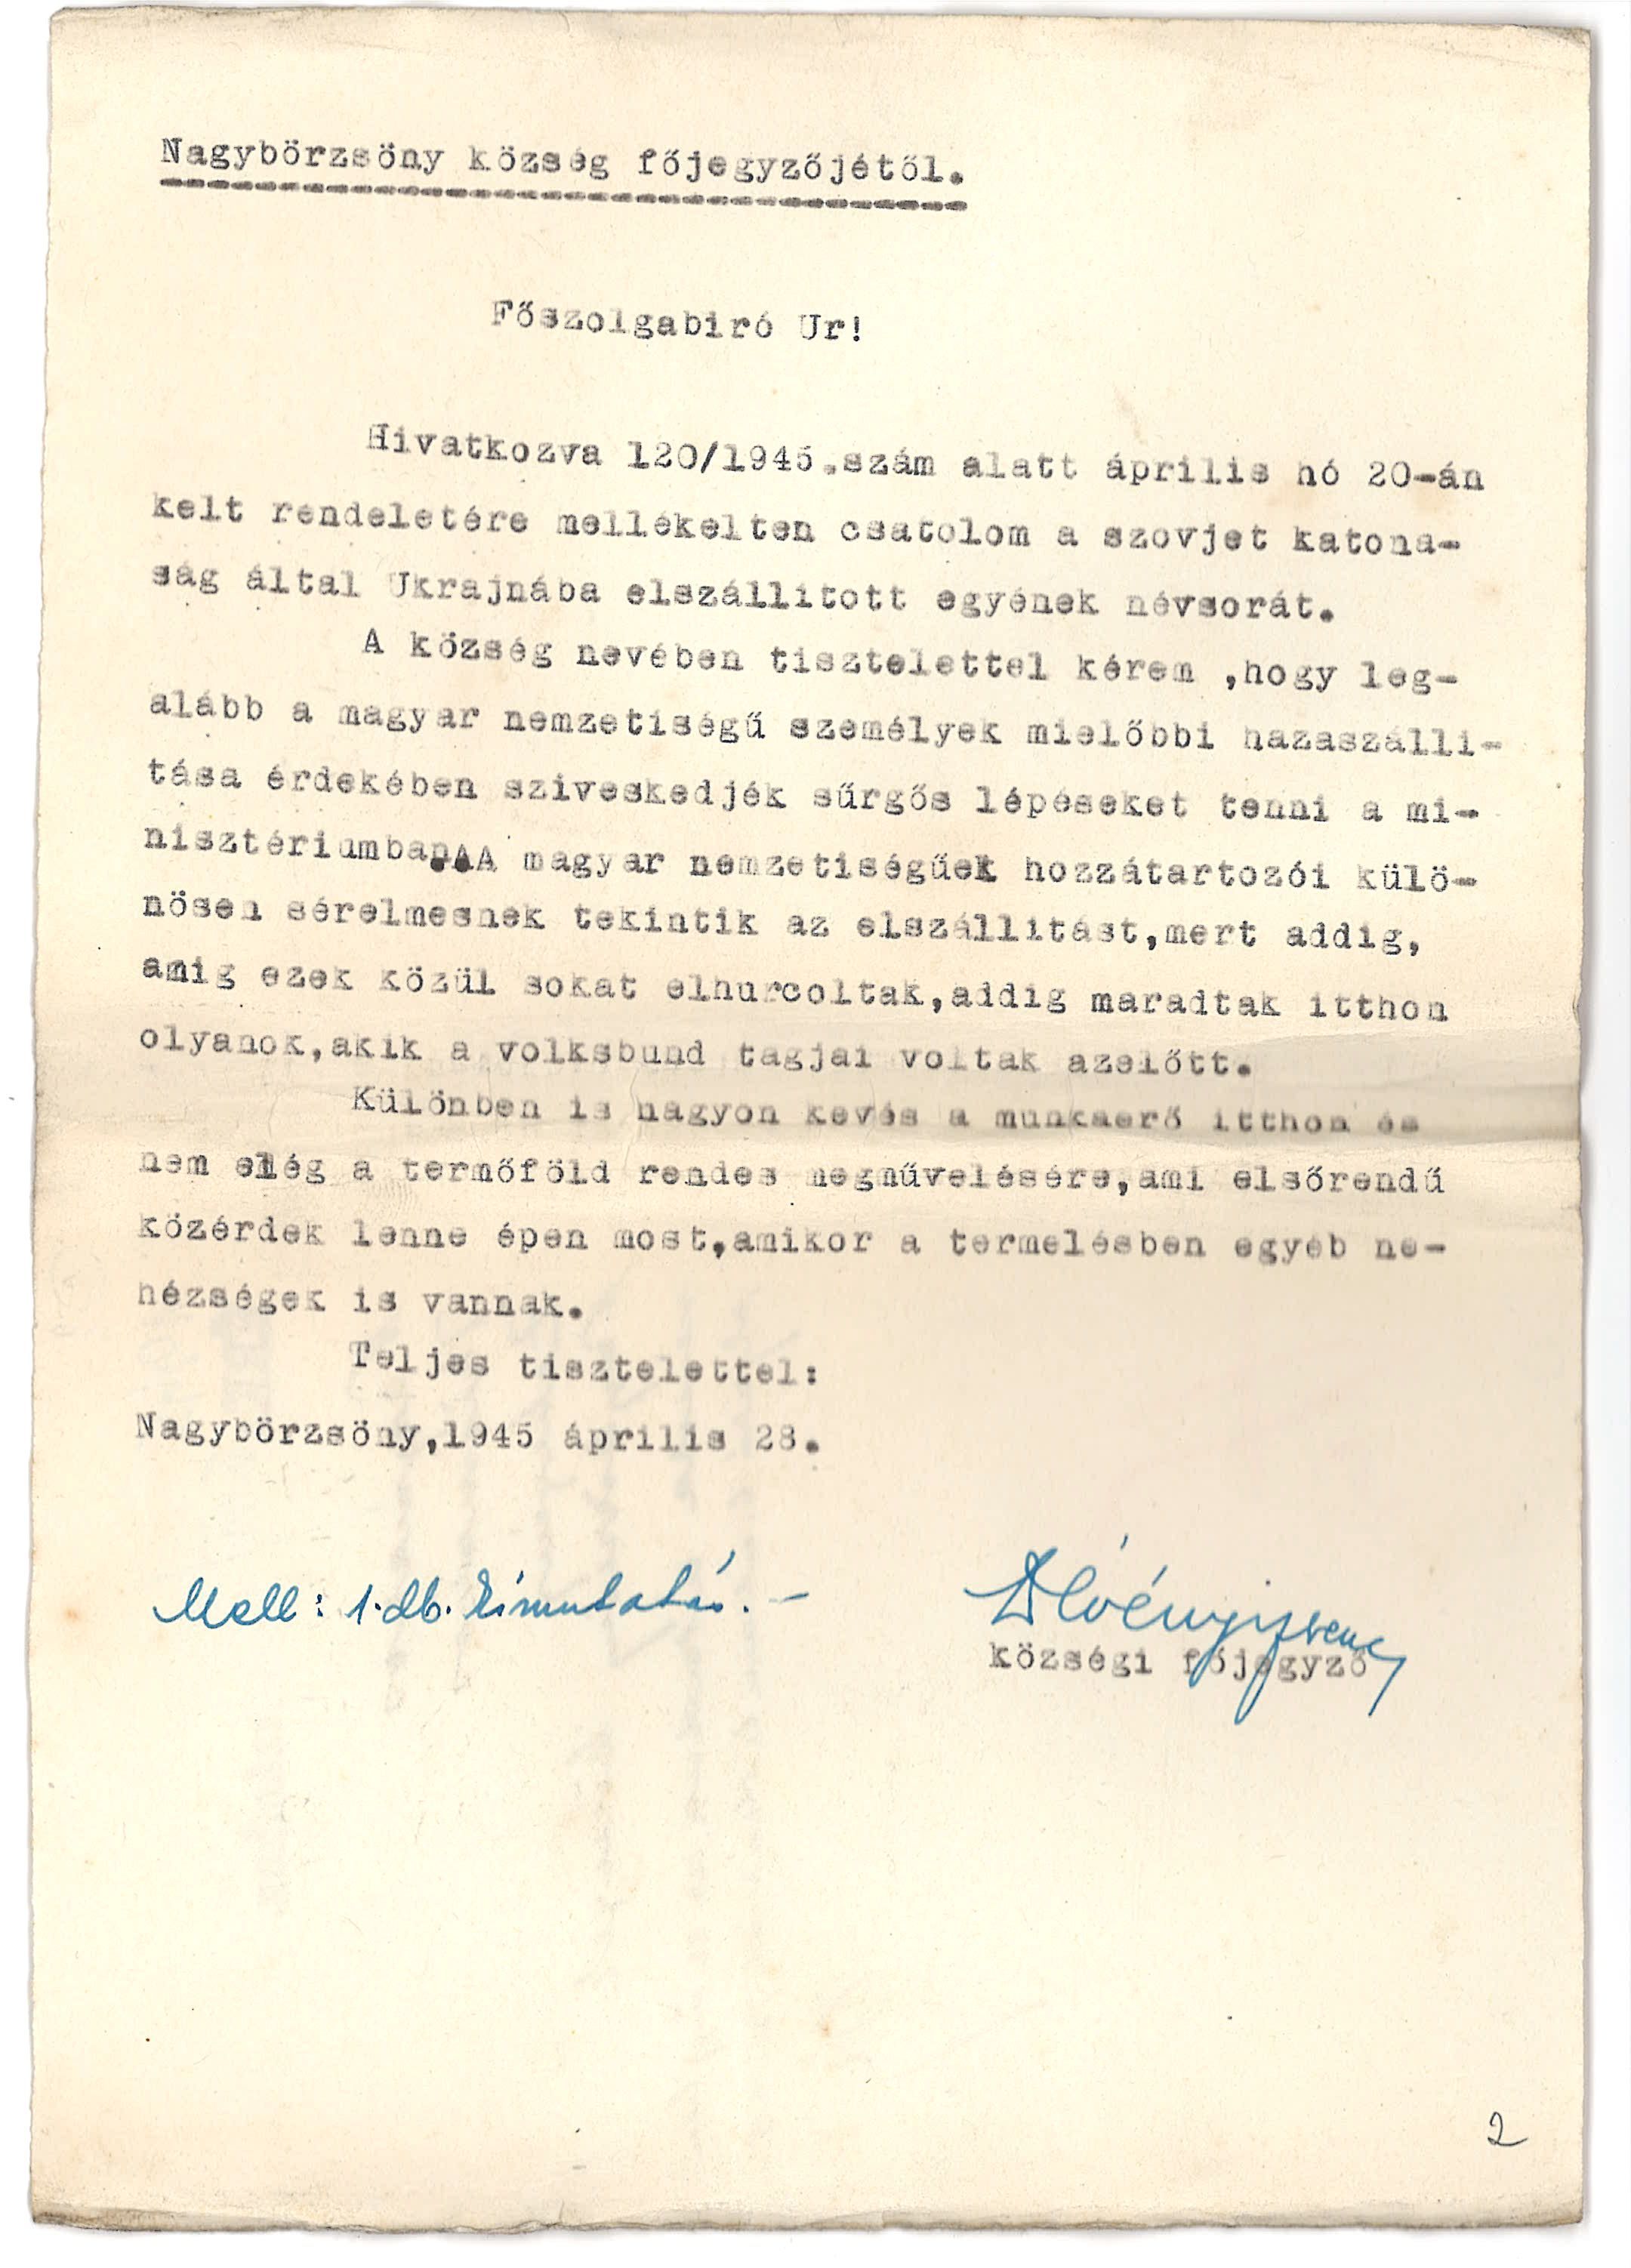 Nagybörzsöny község főjegyzőjétől.
Főszolgabiró Ur!
Hivatkozva 120/1945.szám alatt április hó 20-án
kelt rendeletére mellékelten csatolom a szovjet katona-
ság által Ukrajnába elszállitott egyének névsorát.
A község nevében tisztelettel kérem ,hogy leg-
alább a magyar nemzetiségű személyek mielőbbi hazaszálli-
tása érdekében sziveskedjék sűrgős lépéseket tenni a mi-
nisztériumban.A magyar nemzetiségűek hozzátartozói külö-
nösen sérelmesnek tekintik az elszállitást,mert addig,
amig ezek közül sokat elhurcoltak,addig maradtak itthon
olyanok,akik a volksbund tagjai voltak azelőtt.
Különben is nagyon kevés a munkaerő itthon és
nem elég a termőföld rendes megművelésére,ami elsőrendű
közérdek lenne épen most,amikor a termelésben egyéb ne-
hézségek is vannak.
Teljes tisztelettel:
Nagybörzsöny,1945 április 28.
Mell: 1.db. kimutatás.-
községi főjegyző
2